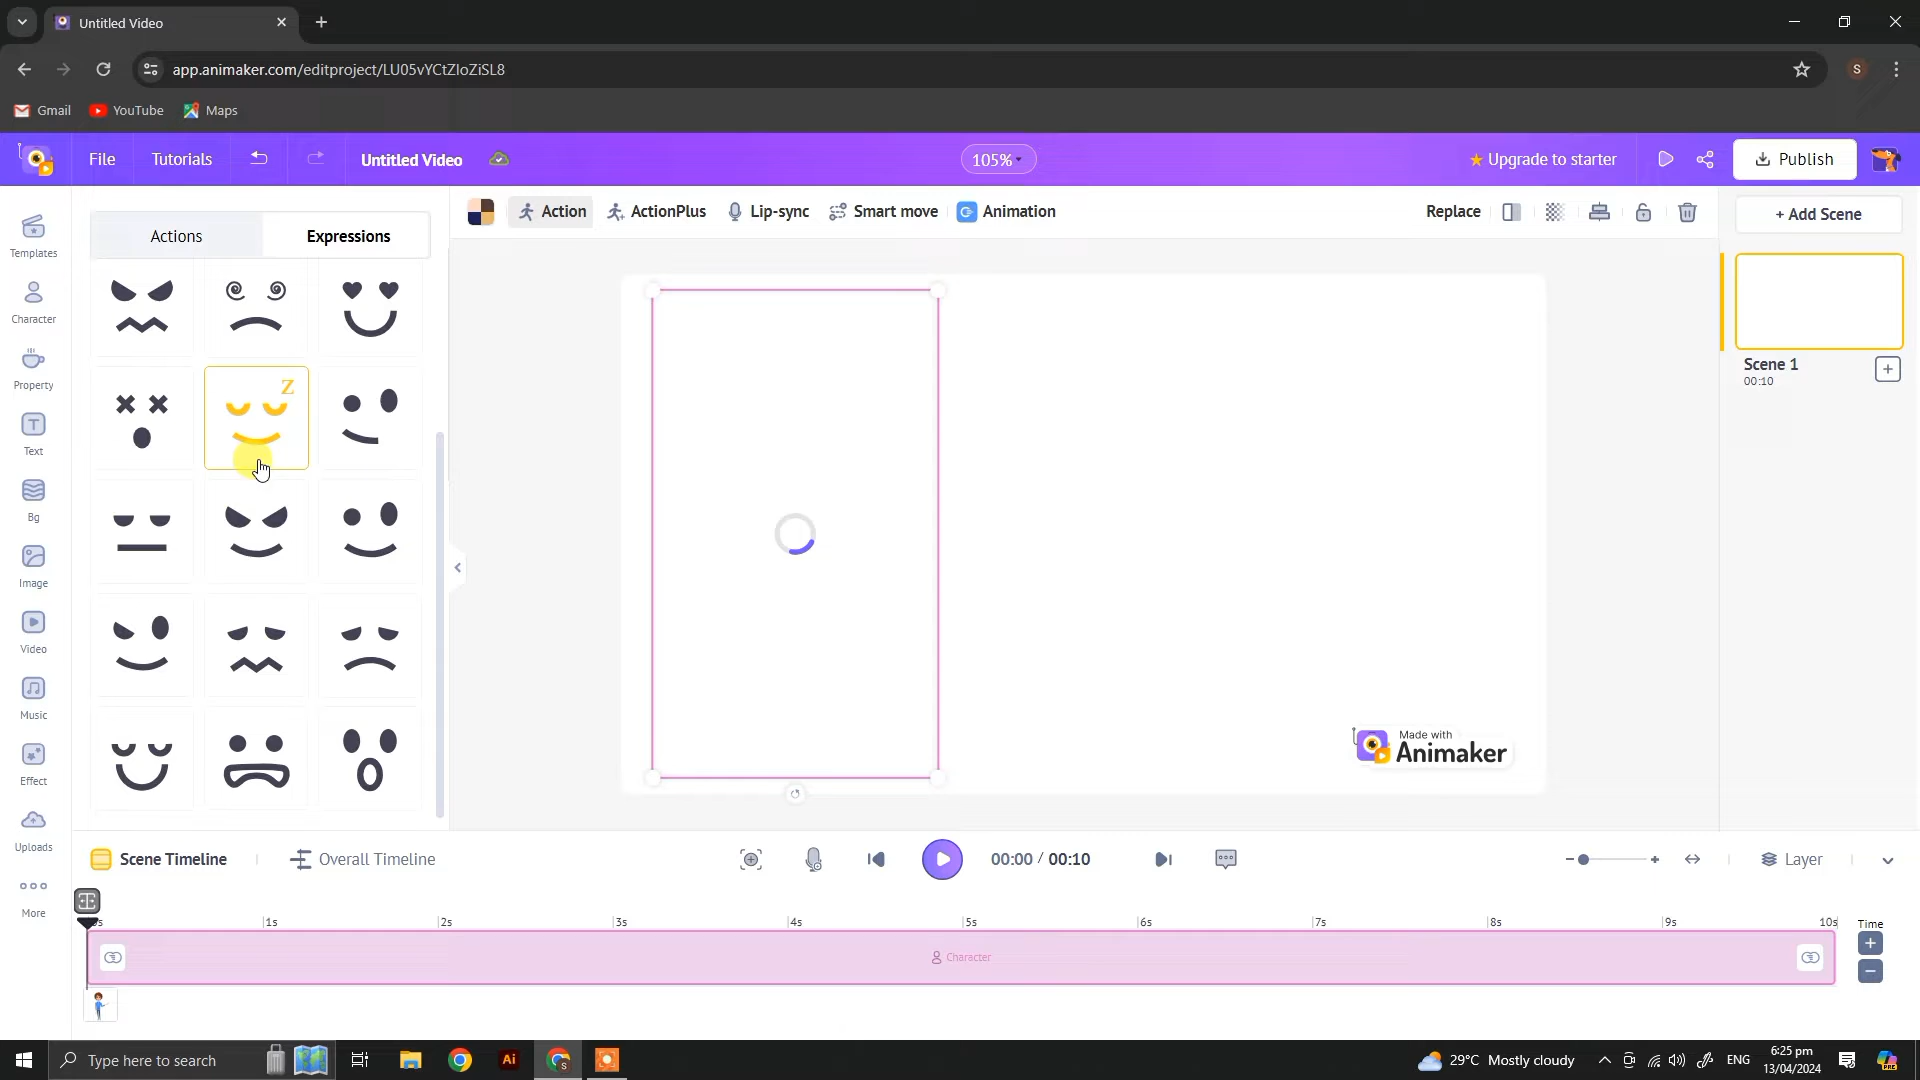 Untitled Video
app.animaker.com/editproject/LU05vYCtZIoZiSL8
S
Gmail
YouTube
Maps
File
Tutorials
Untitled Video
105%
Upgrade to starter
Publish
Templates
Character
Property
Text
Bg
Image
Video
Music
Effect
Uploads
More
Actions
Expressions
Z
Action
ActionPlus
Lip-sync
Smart move
Animation
Replace
+ Add Scene
Scene 1
00:10
Made with
Animaker
Scene Timeline
Overall Timeline
00:00 / 00:10
Layer
1s
2s
3s
4s
5s
6s
7s
8s
9s
10s
Time
Character
Type here to search
Ai
29°C Mostly cloudy
ENG
6:25 pm
13/04/2024